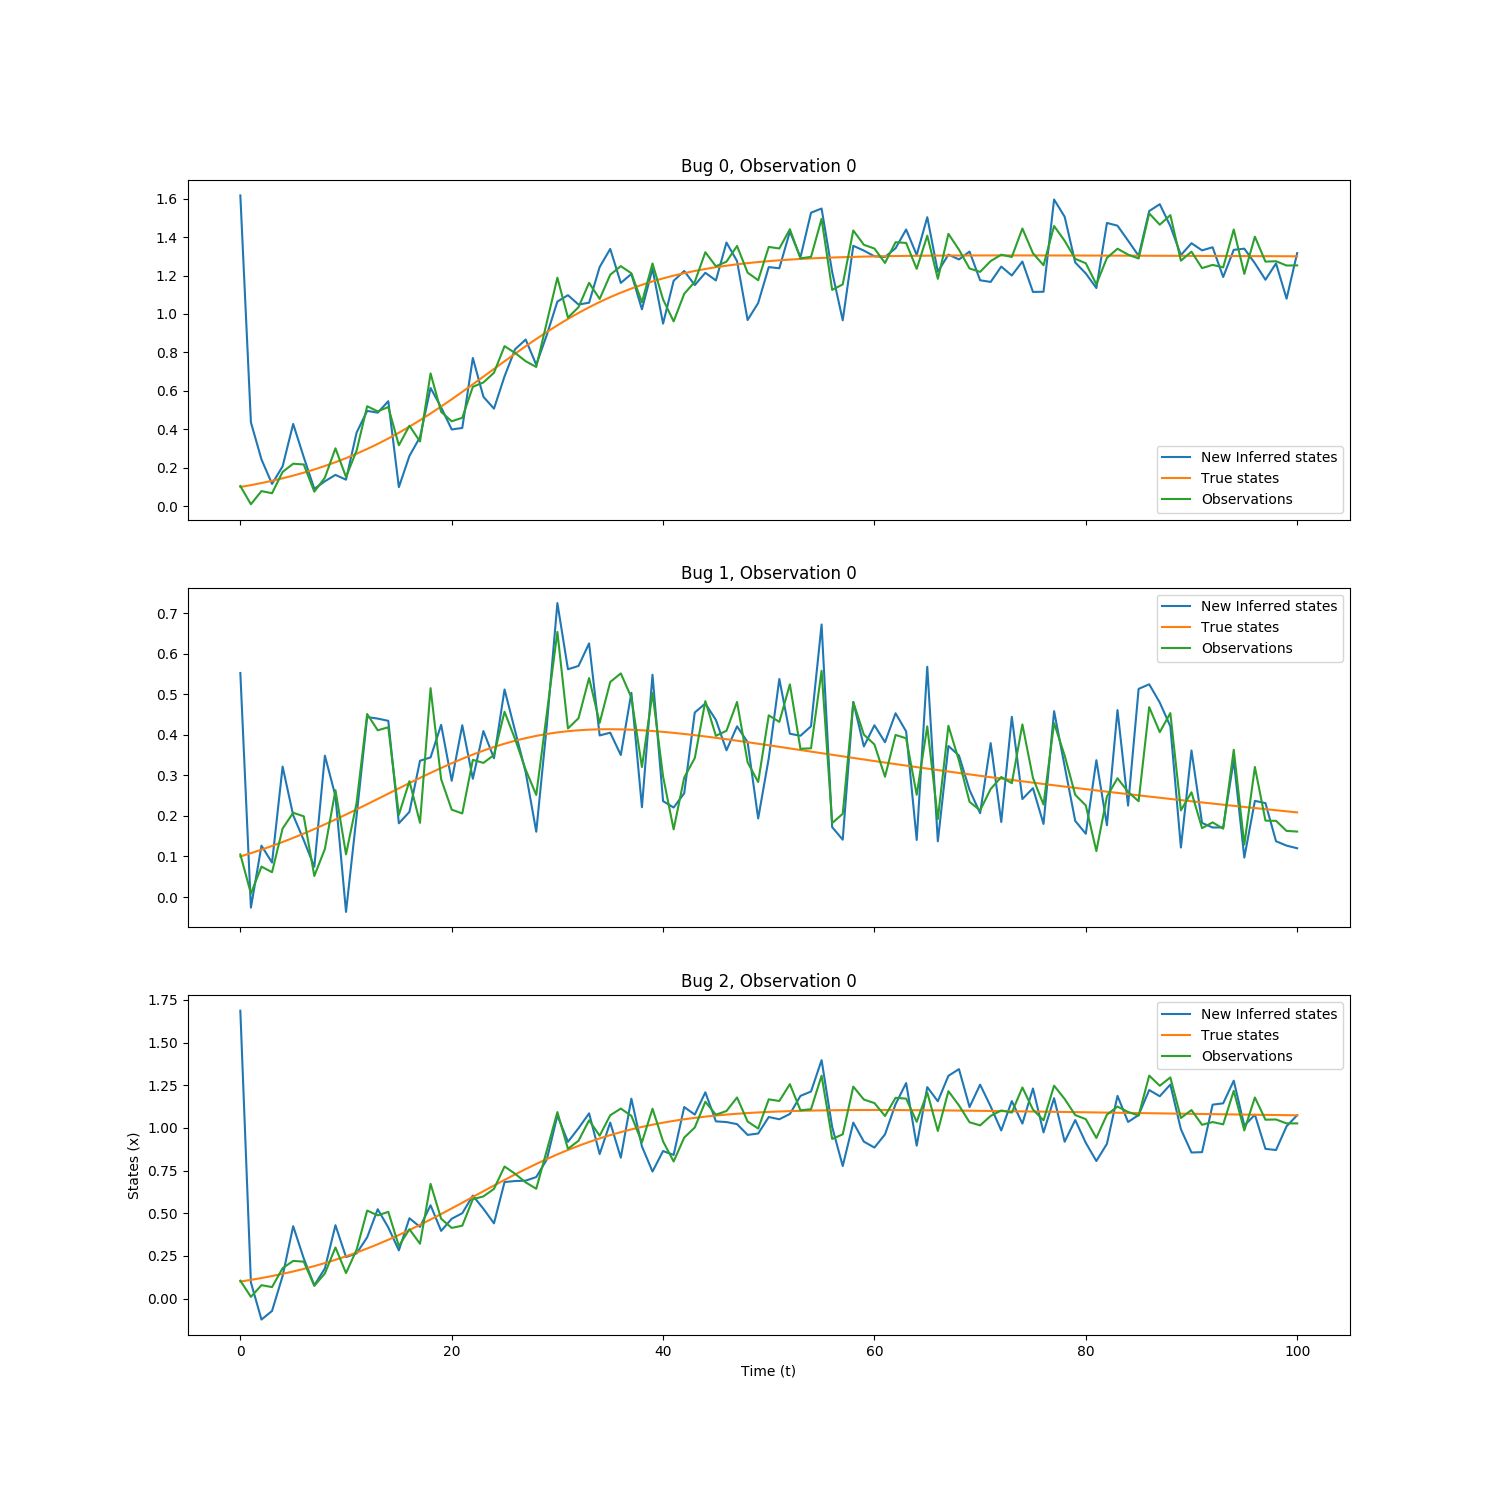 Bug 0, Observation 0
1.6
1.4
1.2
1.0
0.8
0.6
0.4
0.2
0.0
New Inferred states
True states
Observations
Bug 1, Observation 0
0.7
0.6
0.5
0.4
0.3
0.2
0.1
0.0
New Inferred states
True states
Observations
Bug 2, Observation 0
1.75
1.50
1.25
1.00
0.75
0.50
0.25
0.00
States (x)
New Inferred states
True states
Observations
0 20 40 60 80 100
Time (t)